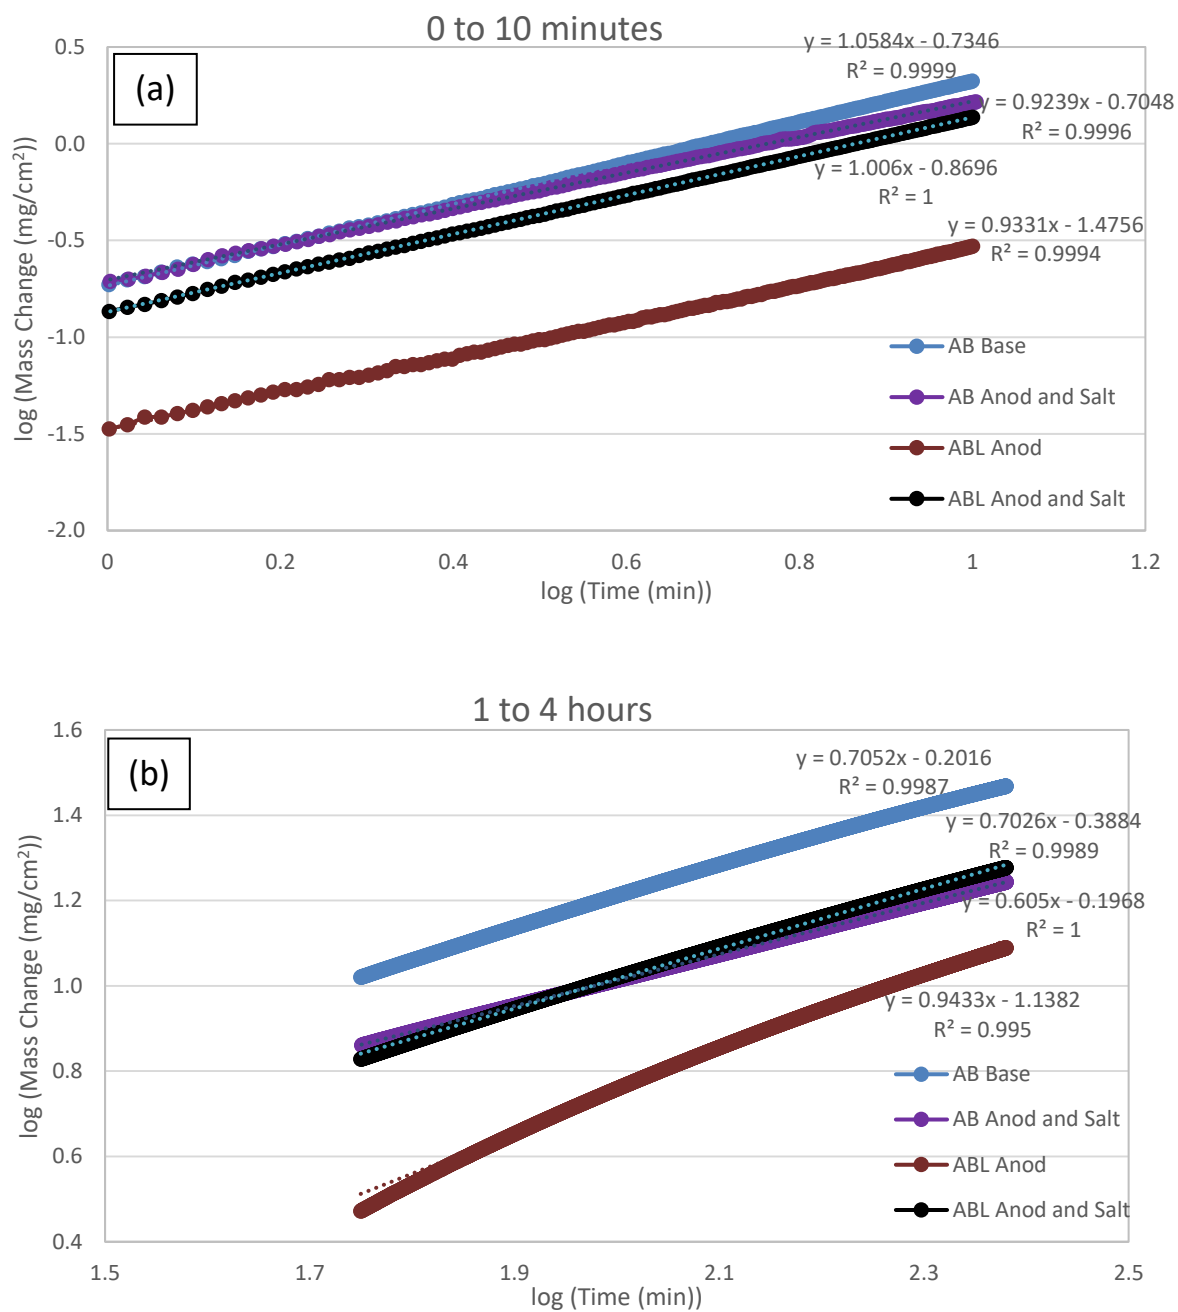 0 to 10 minutes
(a)
y = 1.0584x - 0.7346
R² = 0.9999
y = 0.9239x - 0.7048
R² = 0.9996
y = 1.006x - 0.8696
R² = 1
y = 0.9331x - 1.4756
R² = 0.9994
log (Mass Change (mg/cm²))
0.5
0.0
-0.5
-1.0
-1.5
-2.0
AB Base
AB Anod and Salt
ABL Anod
ABL Anod and Salt
0 0.2 0.4 0.6 0.8 1 1.2
log (Time (min))
1 to 4 hours
(b)
y = 0.7052x - 0.2016
R² = 0.9987
y = 0.7026x - 0.3884
R² = 0.9989
y = 0.605x - 0.1968
R² = 1
y = 0.9433x - 1.1382
R² = 0.995
log (Mass Change (mg/cm²))
1.6
1.4
1.2
1.0
0.8
0.6
0.4
AB Base
AB Anod and Salt
ABL Anod
ABL Anod and Salt
1.5 1.7 1.9 2.1 2.3 2.5
log (Time (min))